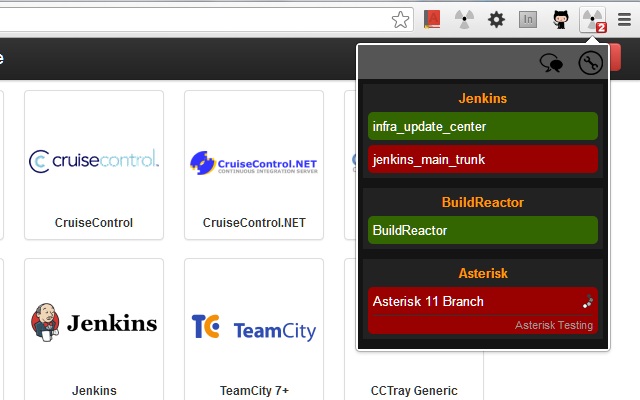 In
2
e
Jenkins
infra_update_center
jenkins_main_trunk
BuildReactor
BuildReactor
Asterisk
Asterisk 11 Branch
Asterisk Testing
cruisecontrol.
CruiseControl.NET
CONTINUOUS INTEGRATION SERVER
CruiseControl
CruiseControl.NET
Jenkins
TeamCity
Jenkins
TeamCity 7+
CCTray Generic